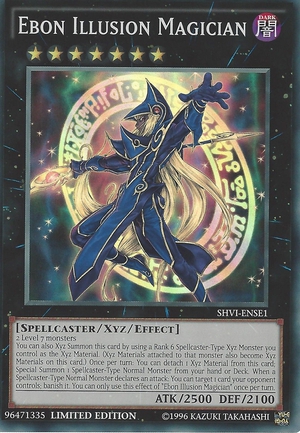 EBON ILLUSION MAGICIAN
DARK
闇
SHVI-ENSE1
[SPELLCASTER/XYZ/EFFECT]
2 Level 7 monsters
You can also Xyz Summon this card by using a Rank 6 Spellcaster-Type Xyz Monster you
control as the Xyz Material. (Xyz Materials attached to that monster also become Xyz
Materials on this card.) Once per turn: You can detach 1 Xyz Material from this card;
Special Summon 1 Spellcaster-Type Normal Monster from your hand or Deck. When a
Spellcaster-Type Normal Monster declares an attack: You can target 1 card your opponent
controls; banish it. You can only use this effect of "Ebon Illusion Magician" once per turn.
ATK/2500 DEF/2100
96471335 LIMITED EDITION ©1996 KAZUKI TAKAHASHI